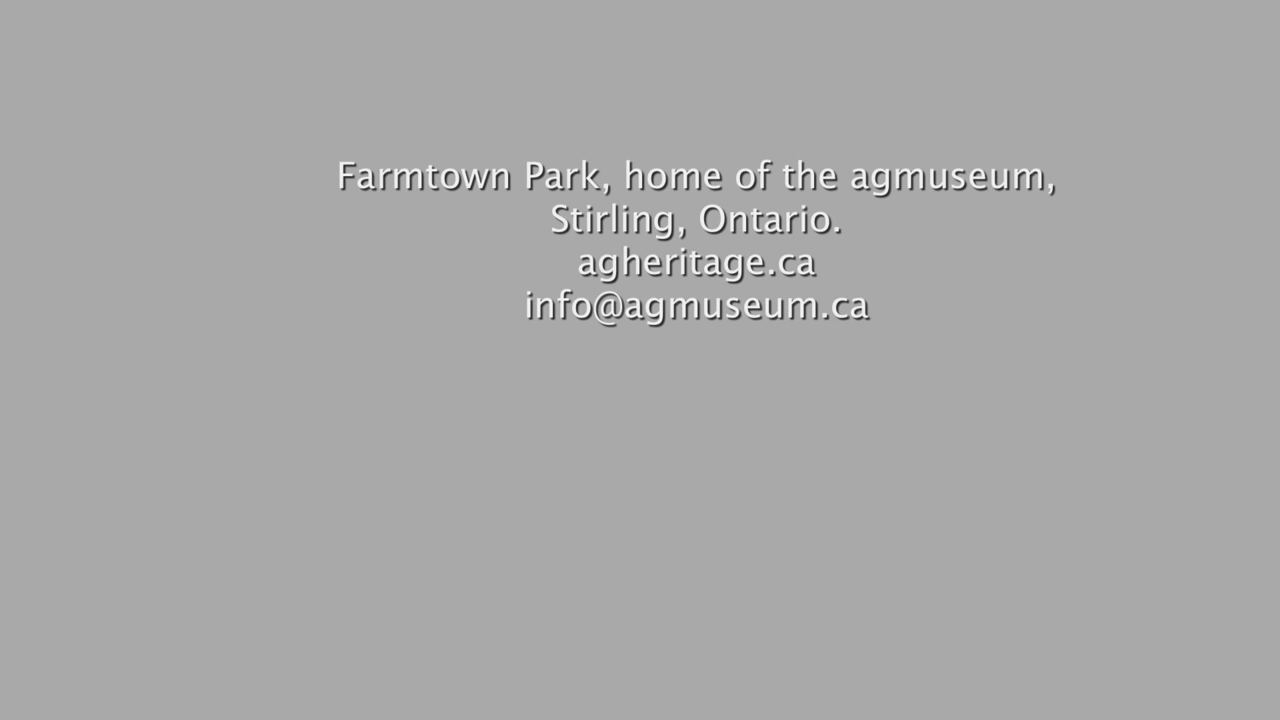 Farmtown Park, home of the agmuseum,
Stirling, Ontario.
agheritage.ca
info@agmuseum.ca